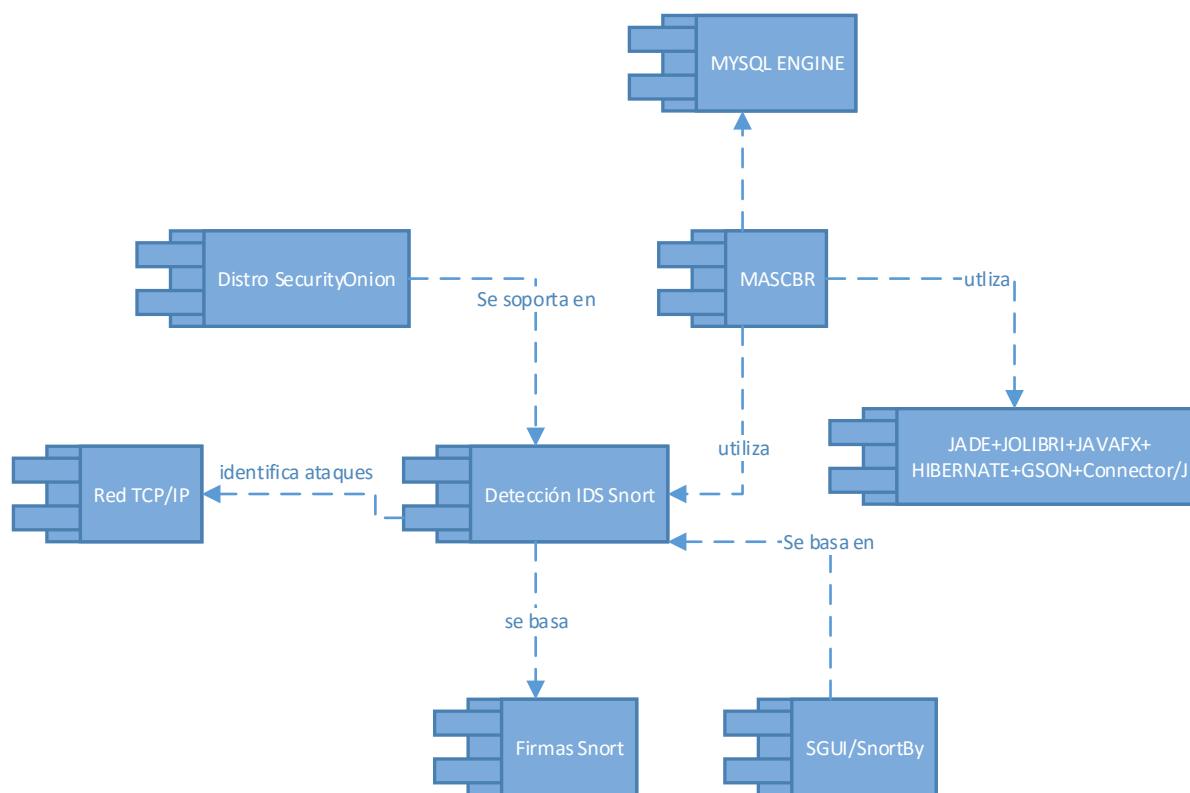 MYSQL ENGINE
Distro SecurityOnion
MASCBR
utliza
Se soporta en
JADE+JOLIBRI+JAVAFX+
HIBERNATE+GSON+Connector/J
utiliza
identifica ataques
Red TCP/IP
Detección IDS Snort
Se basa en
se basa
Firmas Snort
SGUI/SnortBy